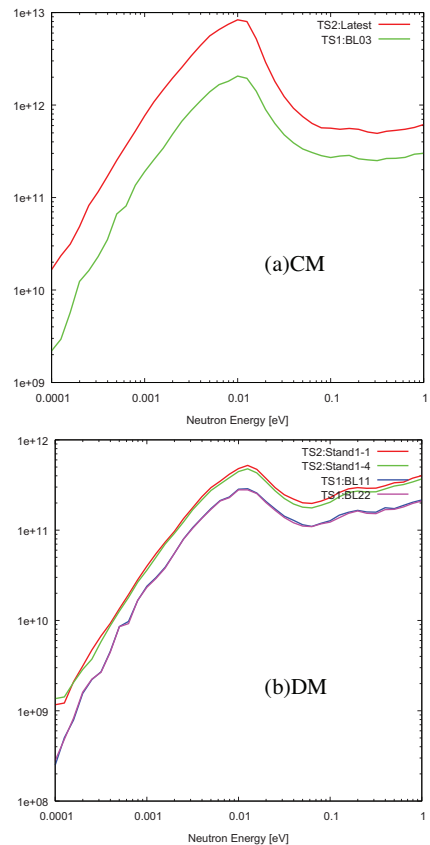 1e+13
TS2:Latest
TS1:BL03
1e+12
1e+11
(a)CM
1e+10
1e+09
0.0001 0.001 0.01 0.1 1
Neutron Energy [eV]
1e+12
TS2:Stand1-1
TS2:Stand1-4
TS1:BL11
TS1:BL22
1e+11
1e+10
(b)DM
1e+09
1e+08
0.0001 0.001 0.01 0.1 1
Neutron Energy [eV]